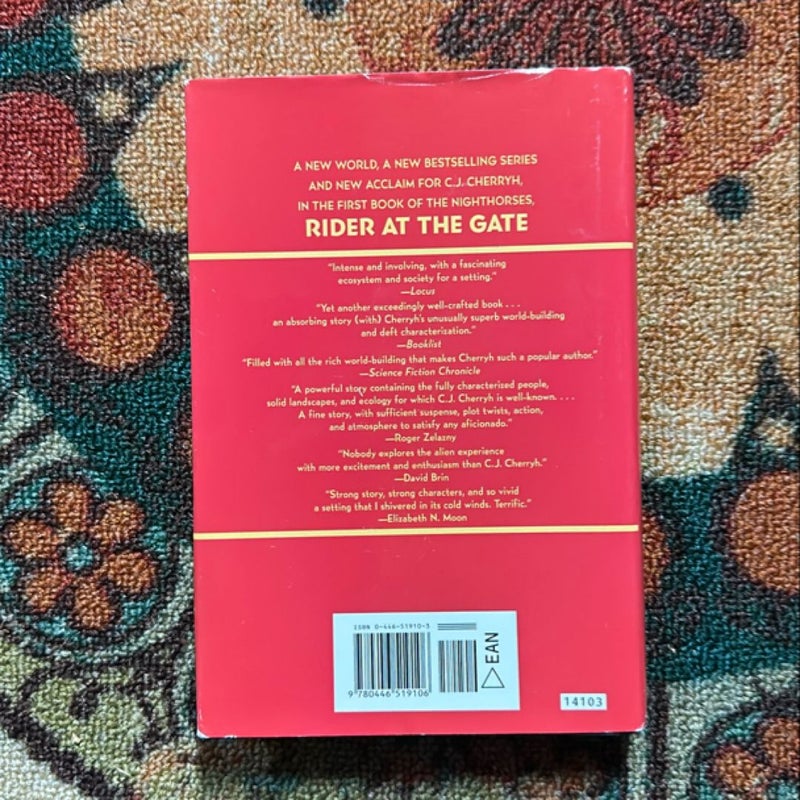 A NEW WORLD, A NEW BESTSELLING SERIES
AND NEW ACCLAIM FOR C.J. CHERRYH,
IN THE FIRST BOOK OF THE NIGHTHORSES,
RIDER AT THE GATE
“Intense and involving, with a fascinating
ecosystem and society for a setting.”
—Locus
“Yet another exceedingly well-crafted book . . .
an absorbing story (with) Cherryh’s unusually superb world-building
and deft characterization.”
—Booklist
“Filled with all the rich world-building that makes Cherryh such a popular author.”
—Science Fiction Chronicle
“A powerful story containing the fully characterized people,
solid landscapes, and ecology for which C.J. Cherryh is well-known. . . .
A fine story, with sufficient suspense, plot twists, action,
and atmosphere to satisfy any aficionado.”
—Roger Zelazny
“Nobody explores the alien experience
with more excitement and enthusiasm than C.J. Cherryh.”
—David Brin
“Strong story, strong characters, and so vivid
a setting that I shivered in its cold winds. Terrific.”
—Elizabeth N. Moon
ISBN 0-446-51910-3
9 780446 519106
EAN
14103